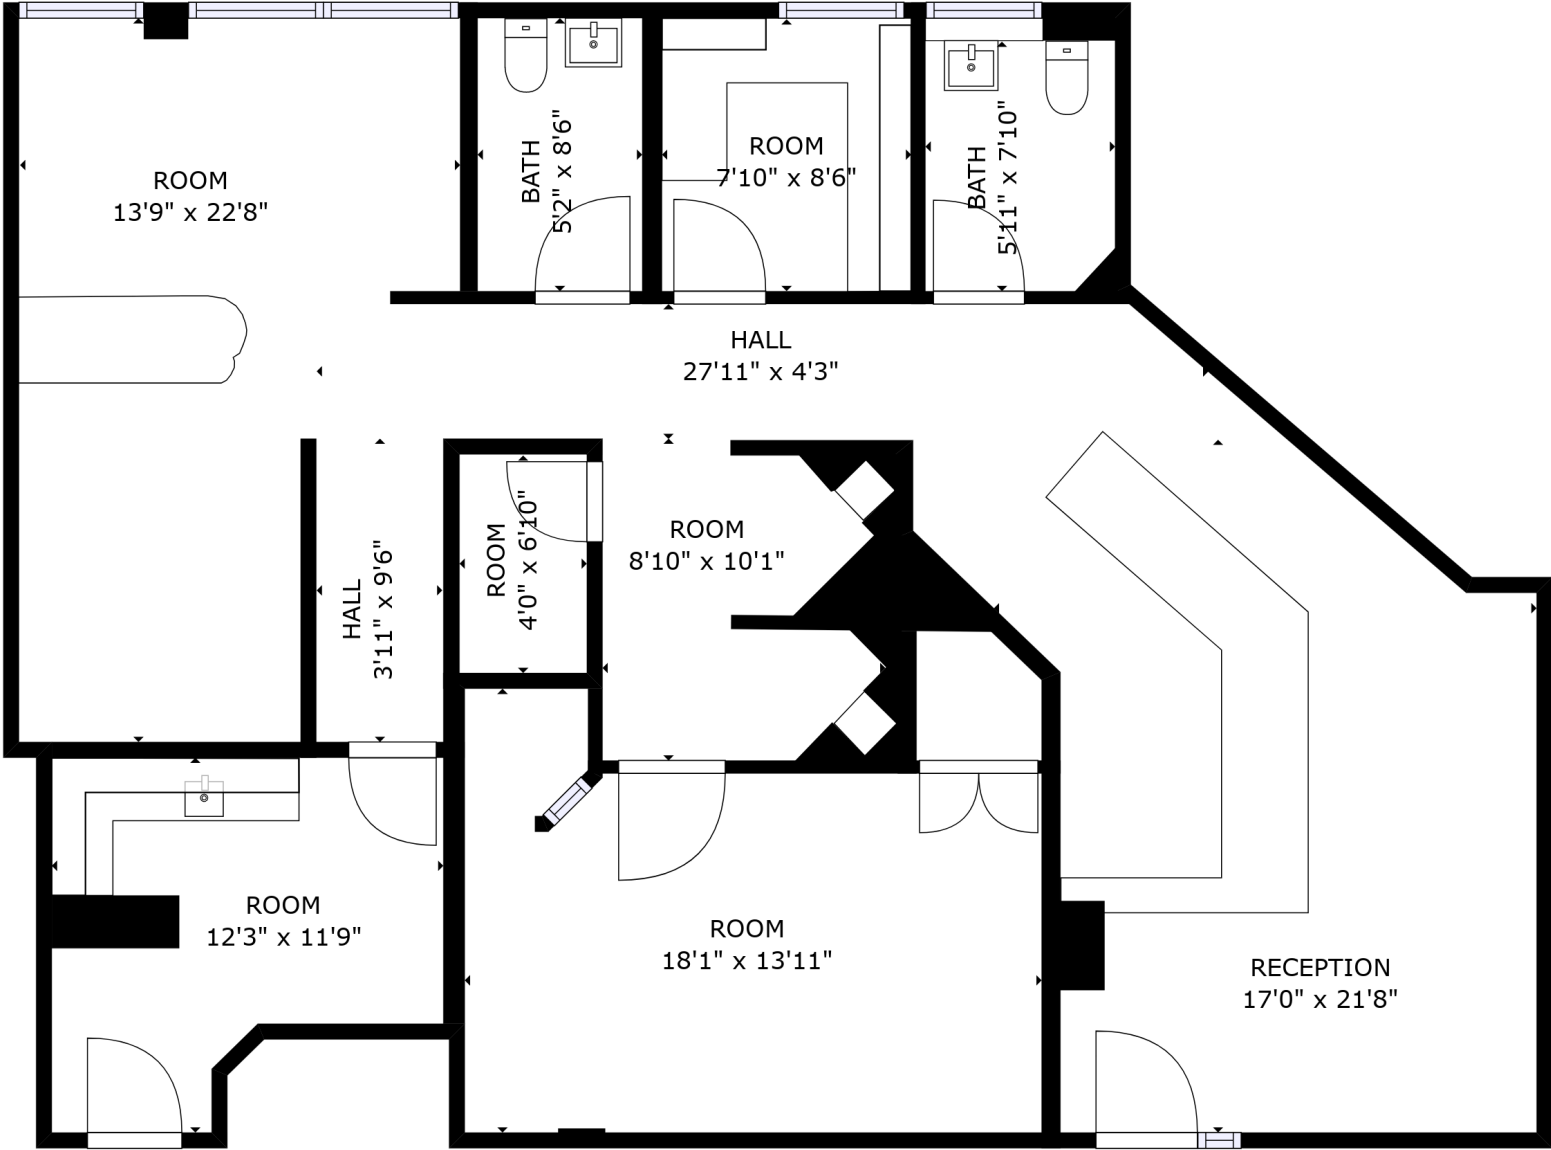 ROOM
13'9" x 22'8"
BATH
5'2" x 8'6"
ROOM
7'10" x 8'6"
BATH
5'11" x 7'10"
HALL
27'11" x 4'3"
HALL
3'11" x 9'6"
ROOM
4'0" x 6'10"
ROOM
8'10" x 10'1"
ROOM
12'3" x 11'9"
ROOM
18'1" x 13'11"
RECEPTION
17'0" x 21'8"